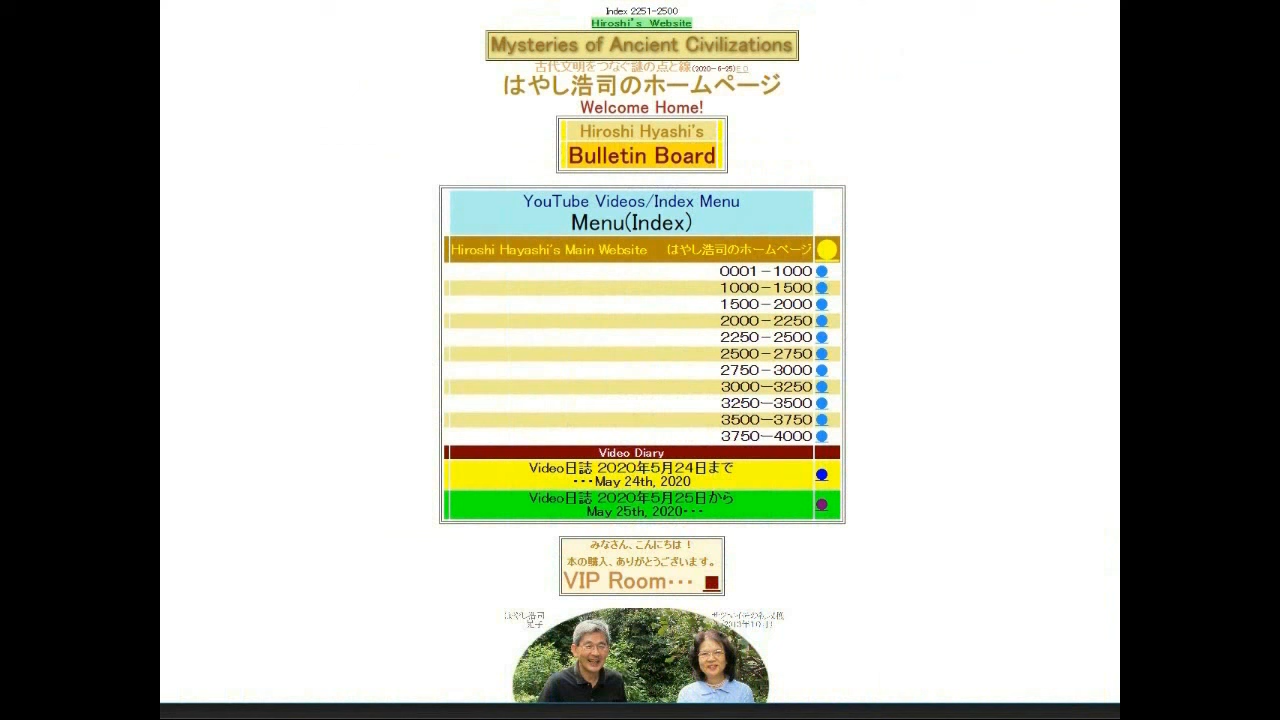 Index 2251-2500
Hiroshi's Website
Mysteries of Ancient Civilizations
古代文明をつなぐ謎の点と線(2020-6-25)
はやし浩司のホームページ
Welcome Home!
Hiroshi Hyashi's
Bulletin Board
YouTube Videos/Index Menu
Menu(Index)
Hiroshi Hayashi's Main Website はやし浩司のホームページ
0001－1000
1000－1500
1500－2000
2000－2250
2250－2500
2500－2750
2750－3000
3000－3250
3250－3500
3500－3750
3750－4000
Video Diary
Video日誌 2020年5月24日まで
・・・May 24th, 2020
Video日誌 2020年5月25日から
May 25th, 2020・・・
みなさん、こんにちは！
本の購入、ありがとうございます。
VIP Room・・・
はやし浩司